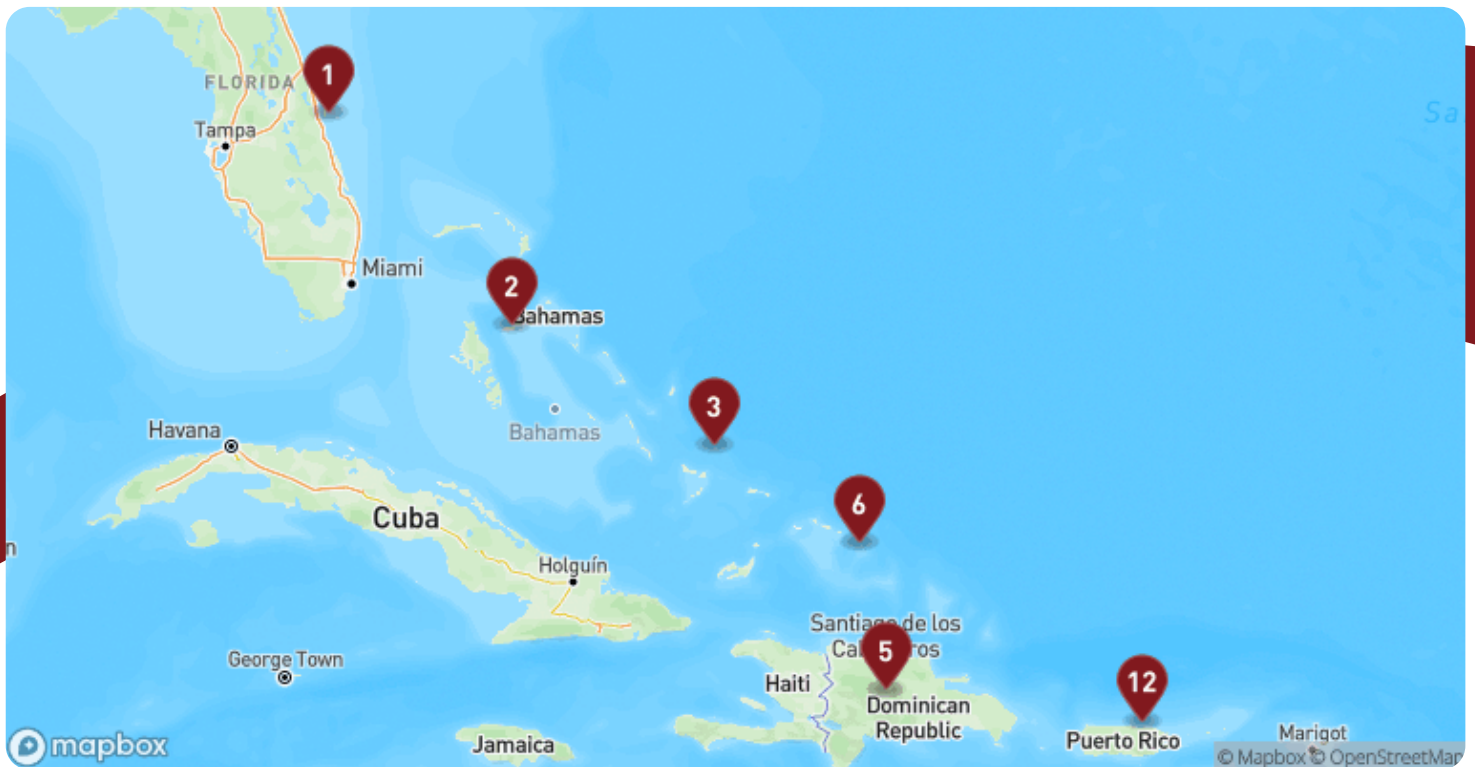 1
FLORIDA
Sa
Tampa
Miami
2
Bahamas
3
Havana
Bahamas
6
Cuba
n
Holguín
Santiago de los
Caballeros
5
George Town
Haiti
12
Dominican
Republic
Puerto Rico
Marigot
Jamaica
mapbox
© Mapbox © OpenStreetMap